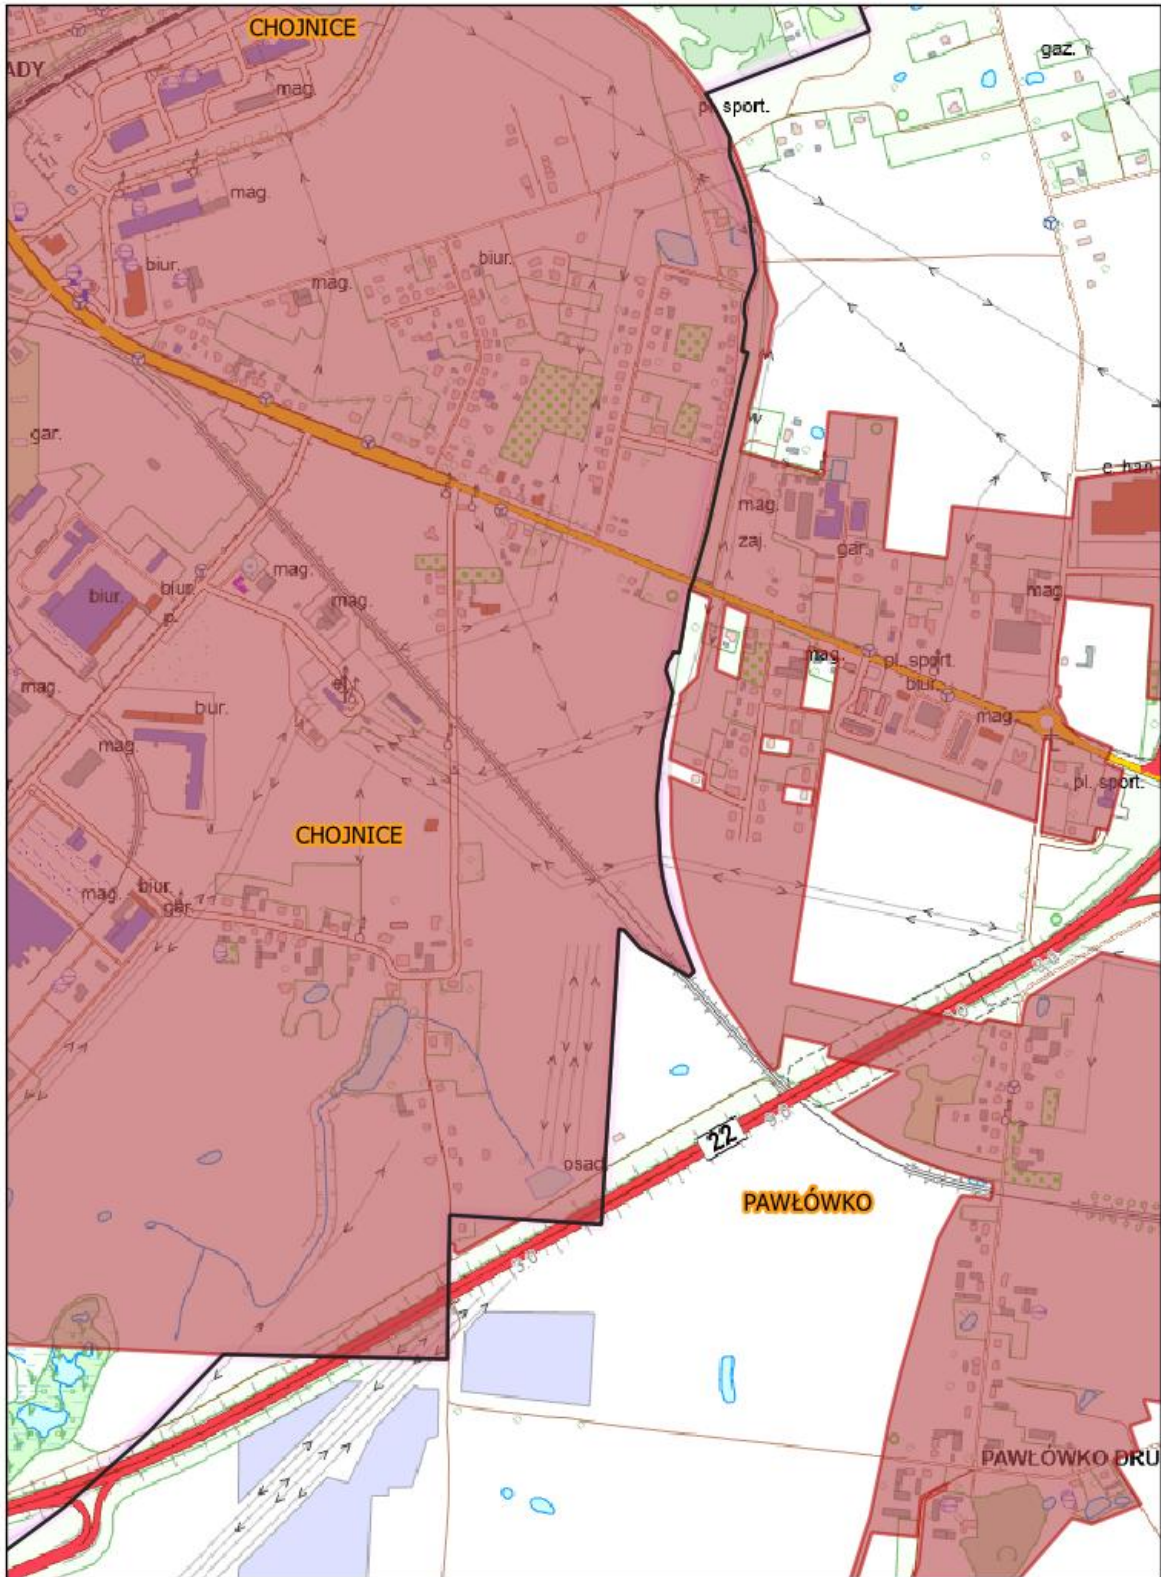 CHOJNICE
ADY
gaz.
mag.
pl. sport.
mag.
biur.
biur.
mag.
gar.
mag.
zaj.
gar.
mag.
biur.
biur.
mag.
mag.
mag.
pl. sport.
biur.
mag.
mag.
bur.
mag.
pl. sport.
CHOJNICE
mag.
biur.
gar.
22
osad.
PAWŁÓWKO
3.0
PAWŁÓWKO DRU